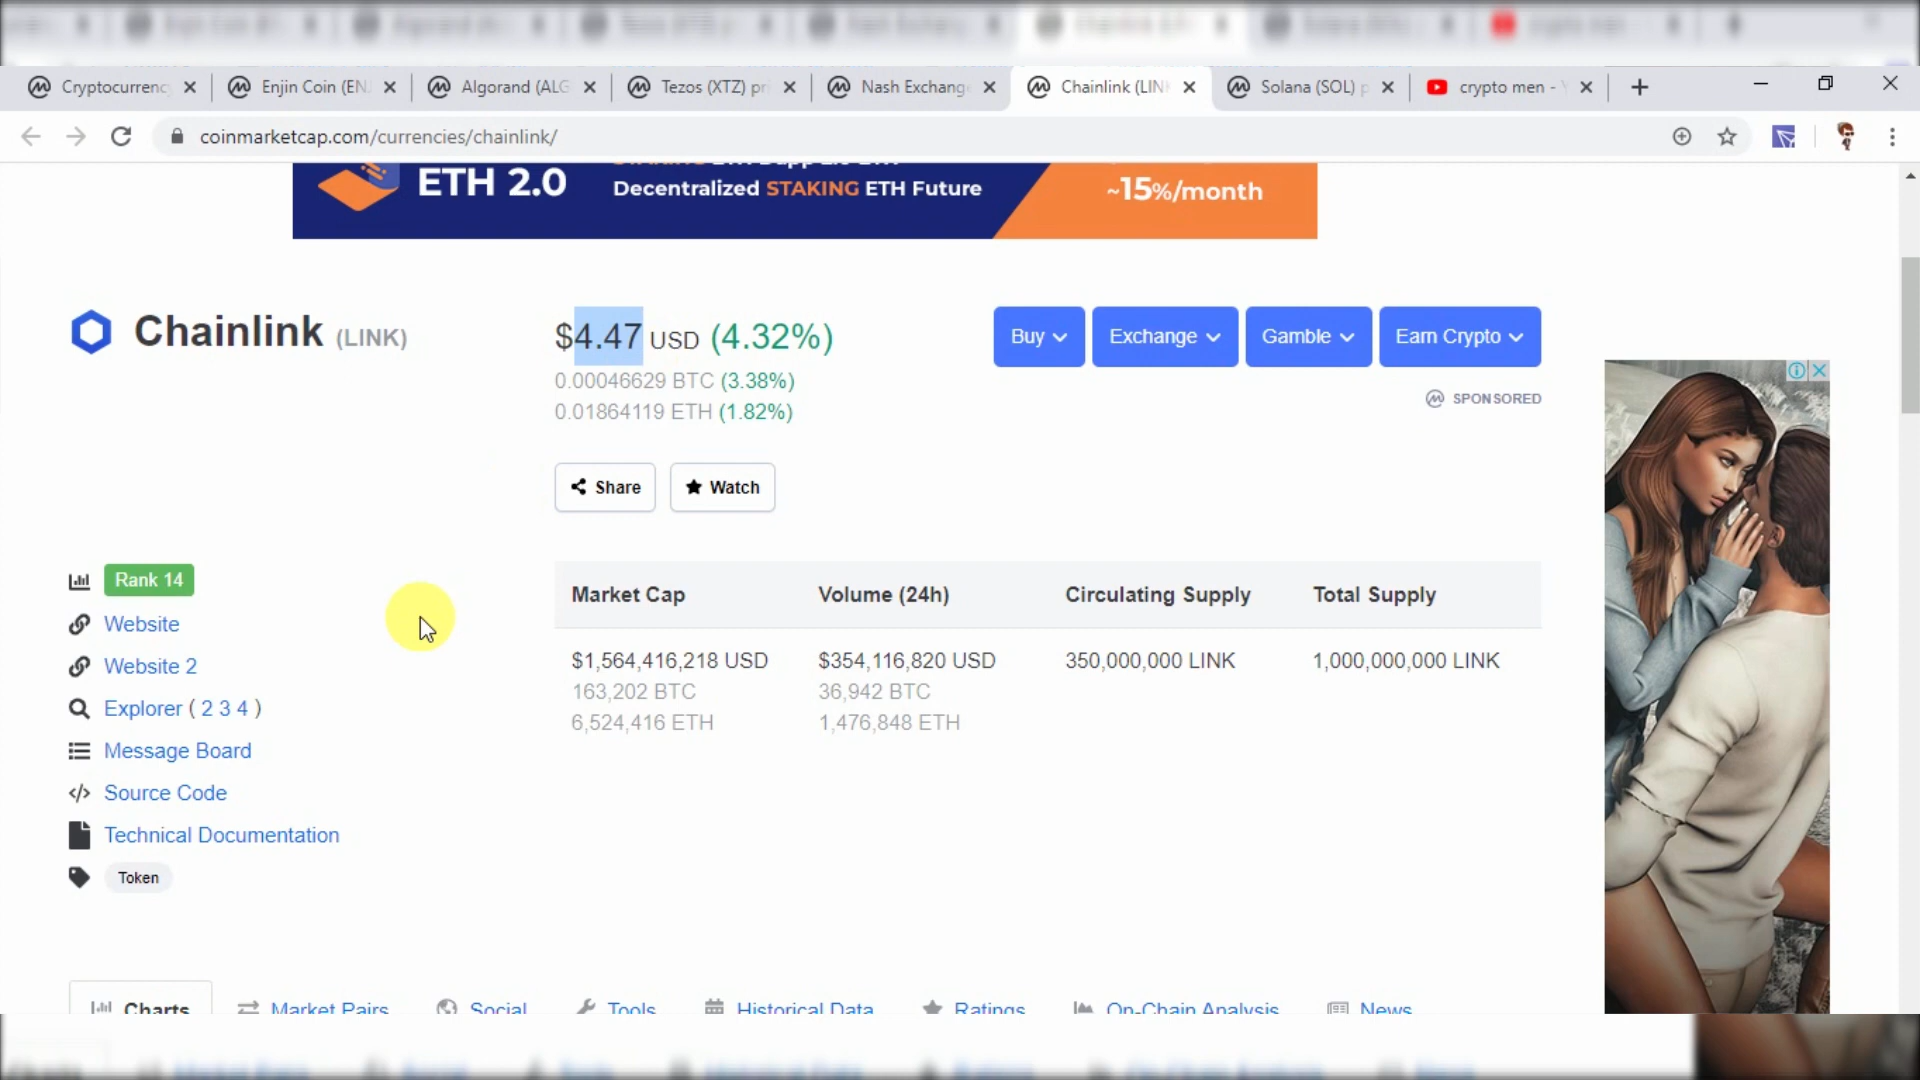 Cryptocurrenc
Enjin Coin (EN
Algorand (ALG
Tezos (XTZ) pr
Nash Exchang
Chainlink (LIN
Solana (SOL) p
crypto men -
coinmarketcap.com/currencies/chainlink/
ETH 2.0
Decentralized STAKING ETH Future
~15%/month
Chainlink (LINK)
$4.47 USD (4.32%)
0.00046629 BTC (3.38%)
0.01864119 ETH (1.82%)
Buy
Exchange
Gamble
Earn Crypto
SPONSORED
Share
Watch
Rank 14
Website
Website 2
Explorer ( 2 3 4 )
Message Board
Source Code
Technical Documentation
Token
Market Cap Volume (24h) Circulating Supply Total Supply
$1,564,416,218 USD $354,116,820 USD 350,000,000 LINK 1,000,000,000 LINK
163,202 BTC 36,942 BTC
6,524,416 ETH 1,476,848 ETH
Charts Market Pairs Social Tools Historical Data Ratings On-Chain Analysis News